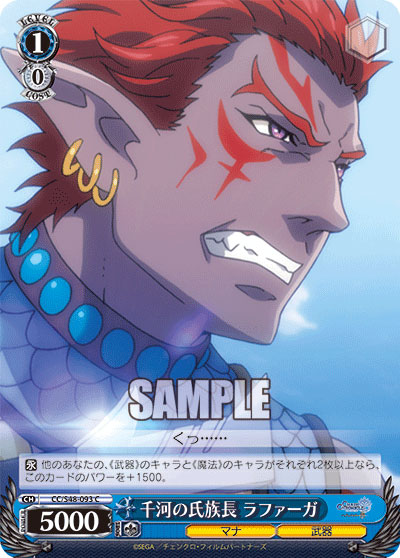 LEVEL
1
0
COST
SAMPLE
くっ……
永 他のあなたの、《武器》のキャラと《魔法》のキャラがそれぞれ2枚以上なら、
このカードのパワーを+1500。
CH CC/S48-093 C
千河の氏族長 ラファーガ
POWER
5000
マナ
武器
©SEGA/チェンクロ・フィルムパートナーズ